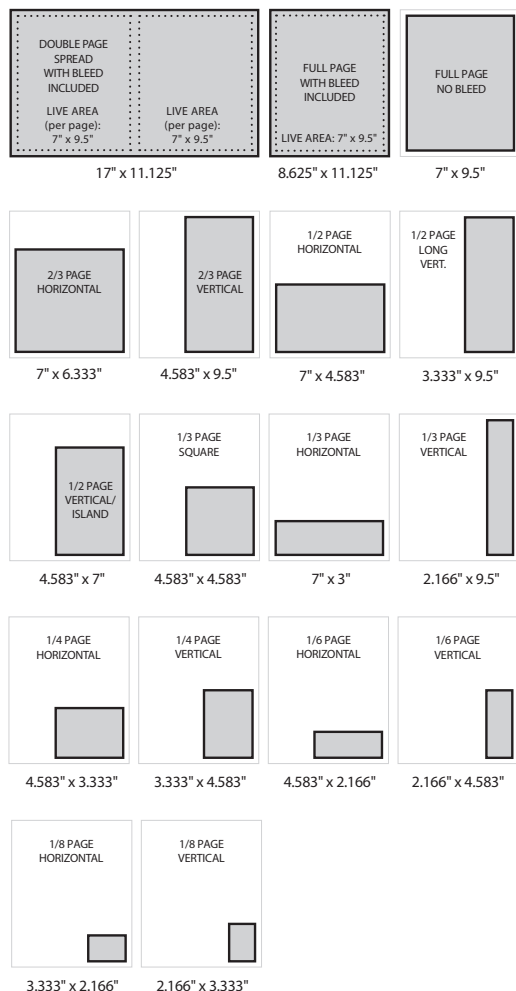 DOUBLE PAGE
SPREAD
WITH BLEED
INCLUDED
LIVE AREA
(per page):
7" x 9.5"
LIVE AREA
(per page):
7" x 9.5"
17" x 11.125"
FULL PAGE
WITH BLEED
INCLUDED
LIVE AREA: 7" x 9.5"
8.625" x 11.125"
FULL PAGE
NO BLEED
7" x 9.5"
2/3 PAGE
HORIZONTAL
7" x 6.333"
2/3 PAGE
VERTICAL
4.583" x 9.5"
1/2 PAGE
HORIZONTAL
7" x 4.583"
1/2 PAGE
LONG
VERT.
3.333" x 9.5"
1/2 PAGE
VERTICAL/
ISLAND
4.583" x 7"
1/3 PAGE
SQUARE
4.583" x 4.583"
1/3 PAGE
HORIZONTAL
7" x 3"
1/3 PAGE
VERTICAL
2.166" x 9.5"
1/4 PAGE
HORIZONTAL
4.583" x 3.333"
1/4 PAGE
VERTICAL
3.333" x 4.583"
1/6 PAGE
HORIZONTAL
4.583" x 2.166"
1/6 PAGE
VERTICAL
2.166" x 4.583"
1/8 PAGE
HORIZONTAL
3.333" x 2.166"
1/8 PAGE
VERTICAL
2.166" x 3.333"